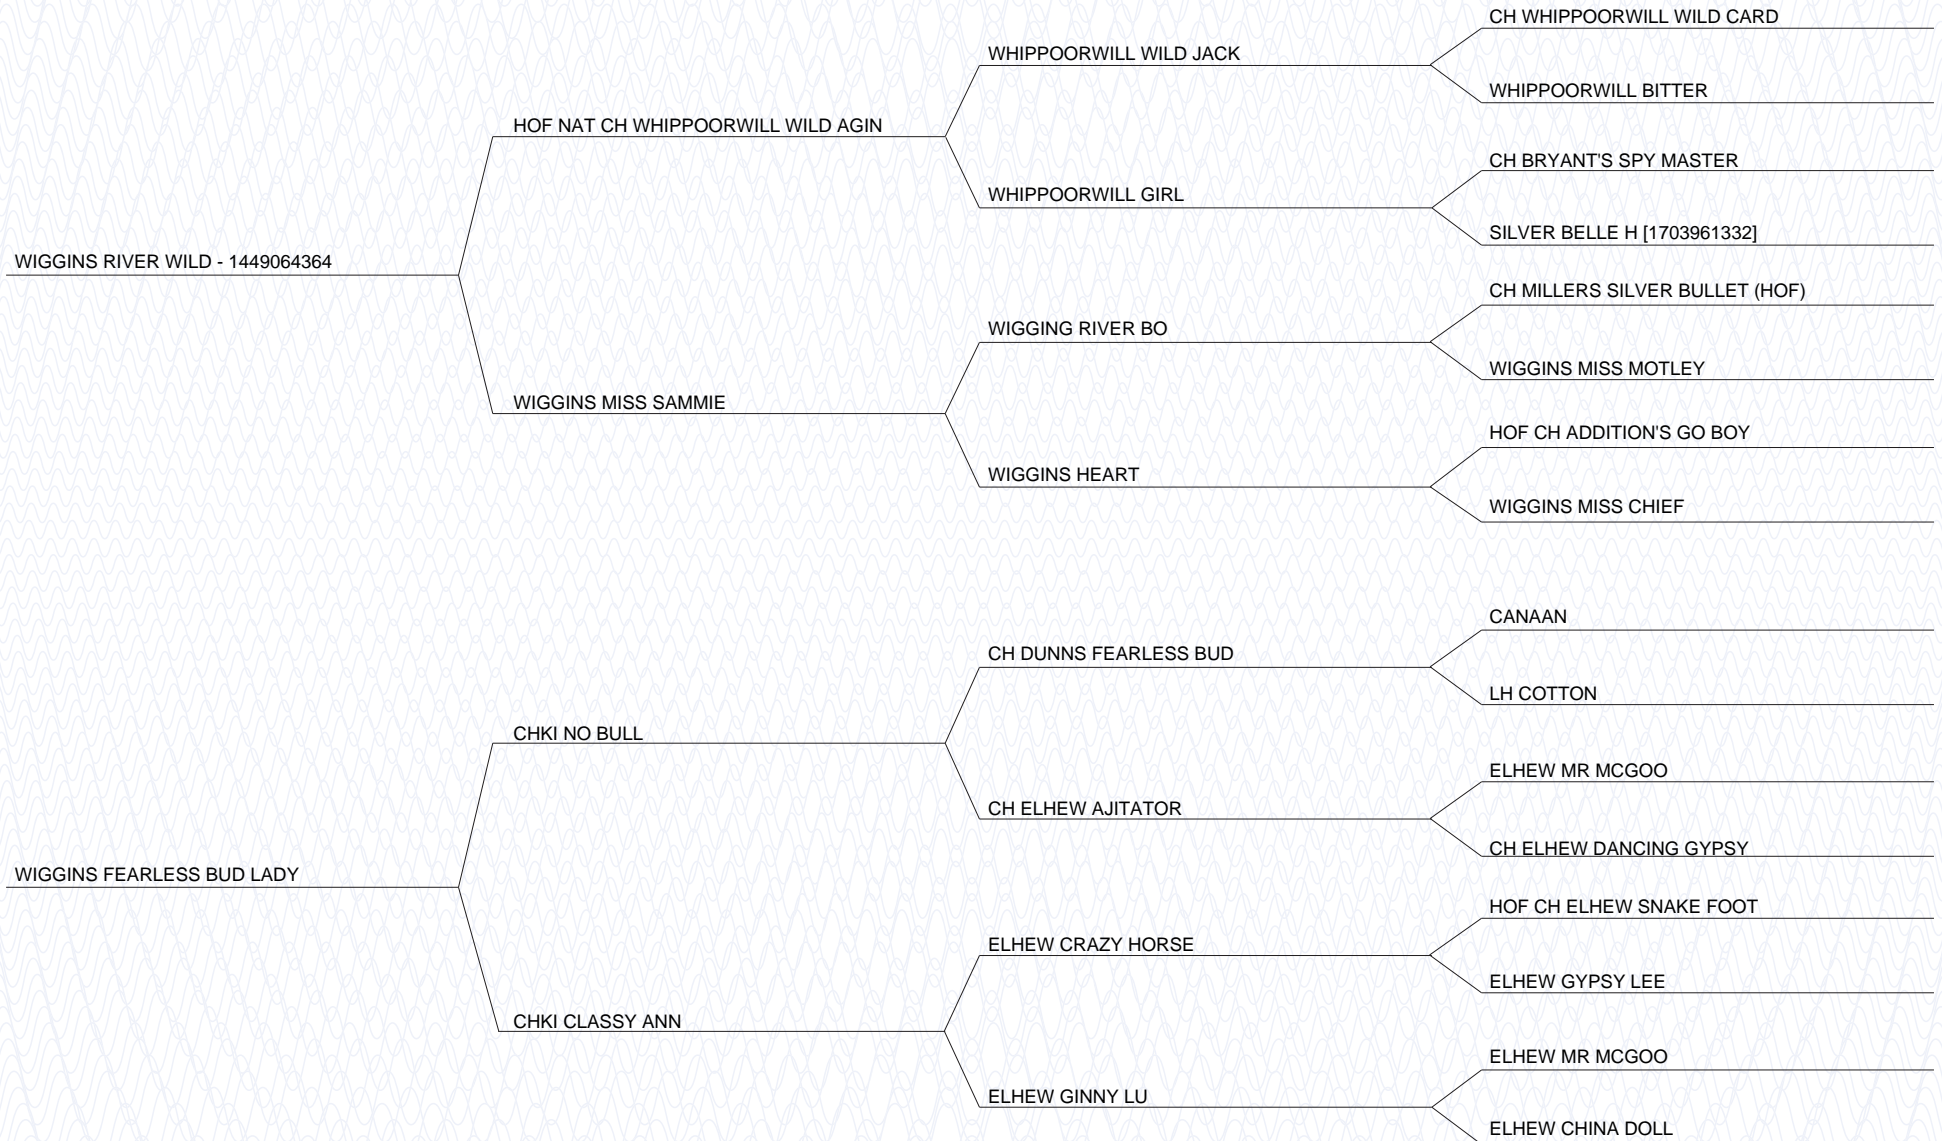 CH WHIPPOORWILL WILD CARD
WHIPPOORWILL WILD JACK
WHIPPOORWILL BITTER
HOF NAT CH WHIPPOORWILL WILD AGIN
CH BRYANT'S SPY MASTER
WHIPPOORWILL GIRL
SILVER BELLE H [1703961332]
WIGGINS RIVER WILD - 1449064364
CH MILLERS SILVER BULLET (HOF)
WIGGING RIVER BO
WIGGINS MISS MOTLEY
WIGGINS MISS SAMMIE
HOF CH ADDITION'S GO BOY
WIGGINS HEART
WIGGINS MISS CHIEF
CANAAN
CH DUNNS FEARLESS BUD
LH COTTON
CHKI NO BULL
ELHEW MR MCGOO
CH ELHEW AJITATOR
CH ELHEW DANCING GYPSY
WIGGINS FEARLESS BUD LADY
HOF CH ELHEW SNAKE FOOT
ELHEW CRAZY HORSE
ELHEW GYPSY LEE
CHKI CLASSY ANN
ELHEW MR MCGOO
ELHEW GINNY LU
ELHEW CHINA DOLL